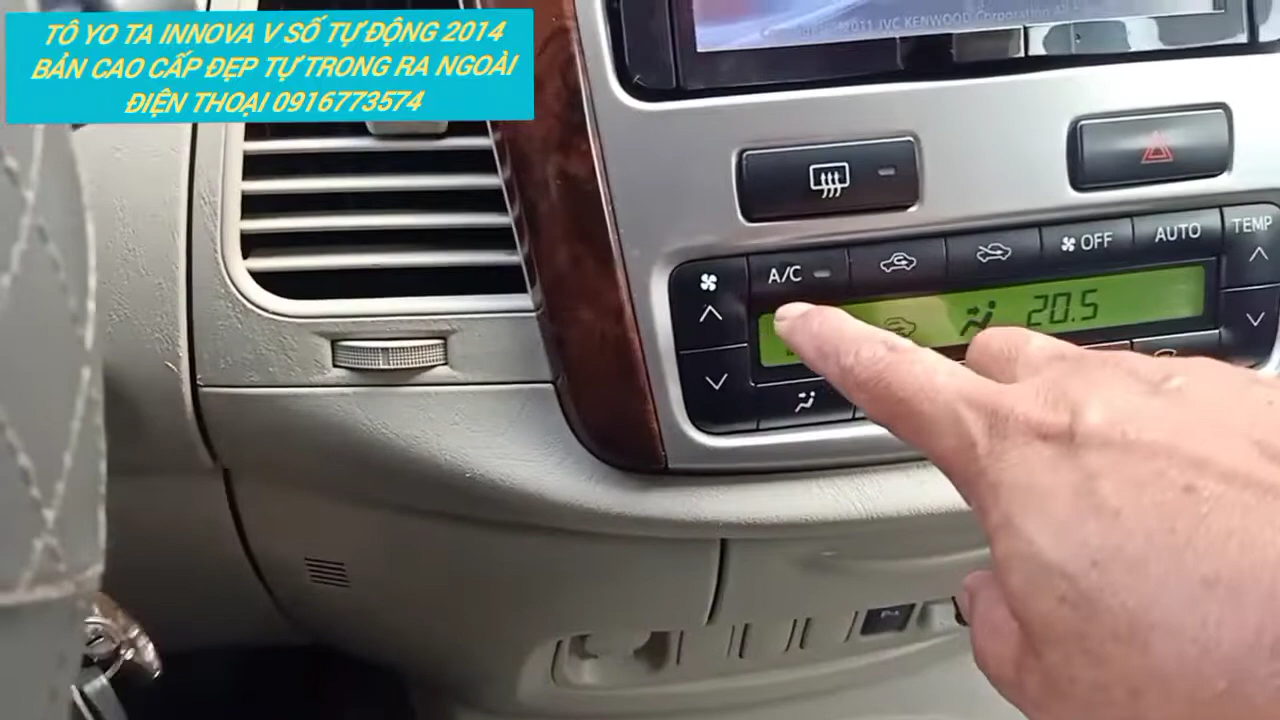 TÔ YO TA INNOVA V SỐ TỰ ĐỘNG 2014
BẢN CAO CẤP ĐẸP TỰ TRONG RA NGOÀI
ĐIỆN THOẠI 0916773574
2011 JVC KENWOOD Corporation
A/C
OFF
AUTO
TEMP
20.5